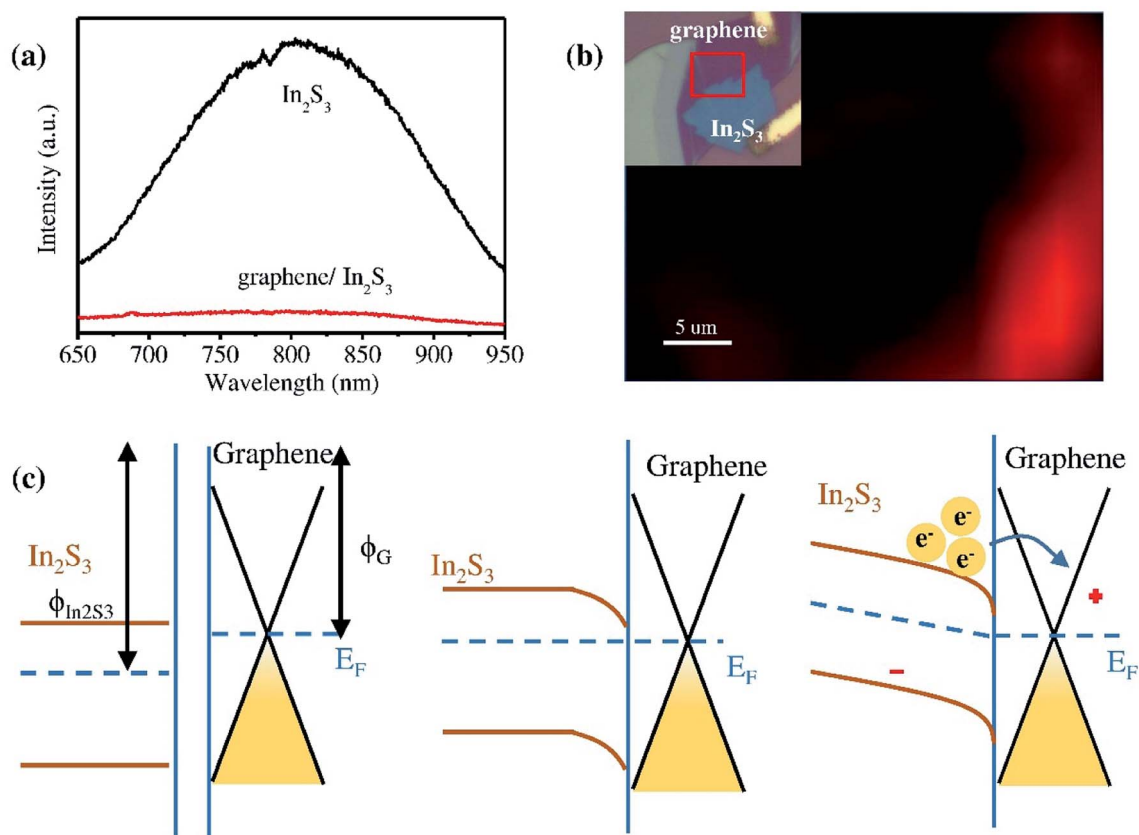 (a)
In₂S₃
graphene/ In₂S₃
Intensity (a.u.)
650 700 750 800 850 900 950
Wavelength (nm)
(b)
graphene
In₂S₃
5 um
(c)
Graphene
In₂S₃
ϕIn2S3
ϕG
EF
Graphene
In₂S₃
EF
Graphene
In₂S₃
e⁻
e⁻
e⁻
+
−
EF